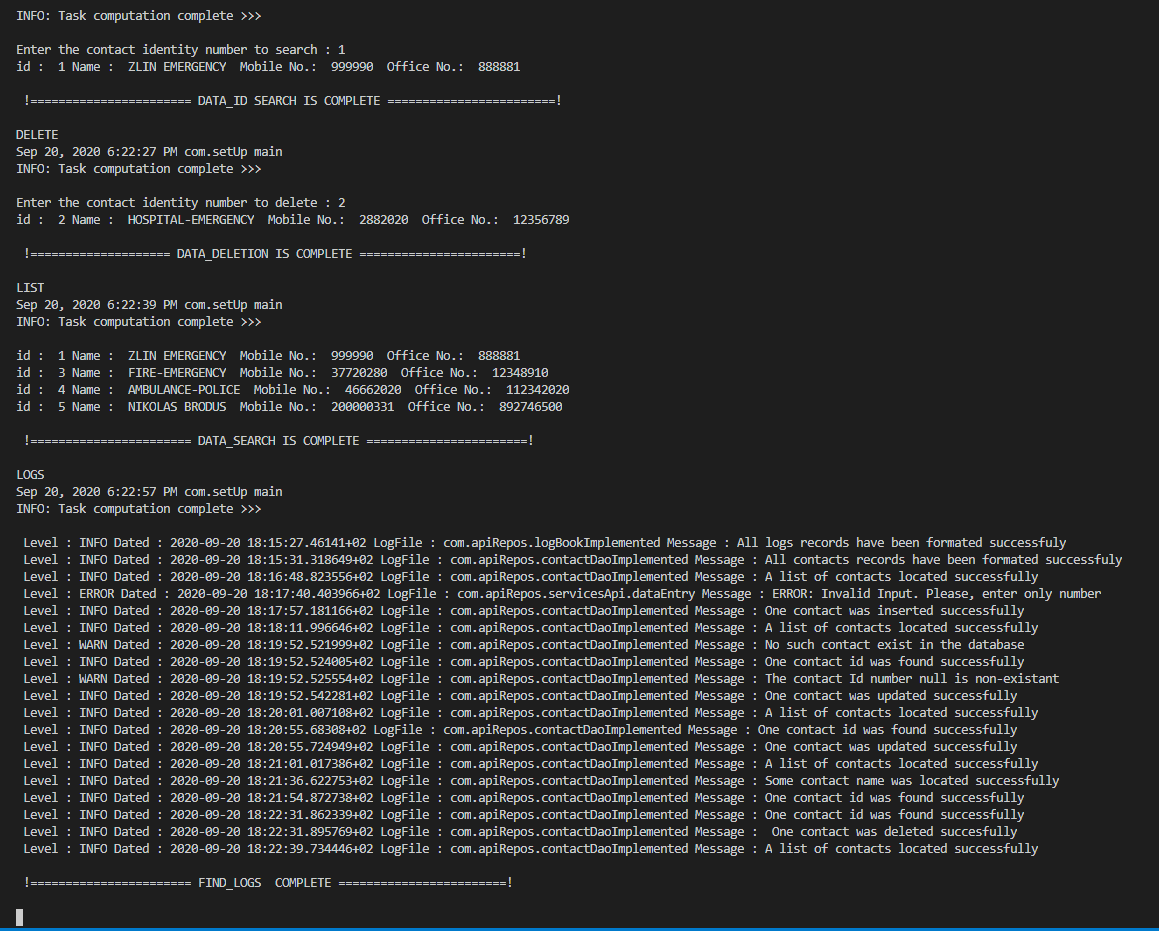 INFO: Task computation complete >>>
Enter the contact identity number to search : 1
id :  1 Name :  ZLIN EMERGENCY  Mobile No.:  999990  Office No.:  888881
!======================= DATA_ID SEARCH IS COMPLETE ========================!
DELETE
Sep 20, 2020 6:22:27 PM com.setUp main
INFO: Task computation complete >>>
Enter the contact identity number to delete : 2
id :  2 Name :  HOSPITAL-EMERGENCY  Mobile No.:  2882020  Office No.:  12356789
!==================== DATA_DELETION IS COMPLETE =======================!
LIST
Sep 20, 2020 6:22:39 PM com.setUp main
INFO: Task computation complete >>>
id :  1 Name :  ZLIN EMERGENCY  Mobile No.:  999990  Office No.:  888881
id :  3 Name :  FIRE-EMERGENCY  Mobile No.:  37720280  Office No.:  12348910
id :  4 Name :  AMBULANCE-POLICE  Mobile No.:  46662020  Office No.:  112342020
id :  5 Name :  NIKOLAS BRODUS  Mobile No.:  200000331  Office No.:  892746500
!======================= DATA_SEARCH IS COMPLETE =======================!
LOGS
Sep 20, 2020 6:22:57 PM com.setUp main
INFO: Task computation complete >>>
Level : INFO Dated : 2020-09-20 18:15:27.46141+02 LogFile : com.apiRepos.logBookImplemented Message : All logs records have been formated successfuly
Level : INFO Dated : 2020-09-20 18:15:31.318649+02 LogFile : com.apiRepos.contactDaoImplemented Message : All contacts records have been formated successfuly
Level : INFO Dated : 2020-09-20 18:16:48.823556+02 LogFile : com.apiRepos.contactDaoImplemented Message : A list of contacts located successfully
Level : ERROR Dated : 2020-09-20 18:17:40.403966+02 LogFile : com.apiRepos.servicesApi.dataEntry Message : ERROR: Invalid Input. Please, enter only number
Level : INFO Dated : 2020-09-20 18:17:57.181166+02 LogFile : com.apiRepos.contactDaoImplemented Message : One contact was inserted successfully
Level : INFO Dated : 2020-09-20 18:18:11.996646+02 LogFile : com.apiRepos.contactDaoImplemented Message : A list of contacts located successfully
Level : WARN Dated : 2020-09-20 18:19:52.521999+02 LogFile : com.apiRepos.contactDaoImplemented Message : No such contact exist in the database
Level : INFO Dated : 2020-09-20 18:19:52.524005+02 LogFile : com.apiRepos.contactDaoImplemented Message : One contact id was found successfully
Level : WARN Dated : 2020-09-20 18:19:52.525554+02 LogFile : com.apiRepos.contactDaoImplemented Message : The contact Id number null is non-existant
Level : INFO Dated : 2020-09-20 18:19:52.542281+02 LogFile : com.apiRepos.contactDaoImplemented Message : One contact was updated successfully
Level : INFO Dated : 2020-09-20 18:20:01.007108+02 LogFile : com.apiRepos.contactDaoImplemented Message : A list of contacts located successfully
Level : INFO Dated : 2020-09-20 18:20:55.68308+02 LogFile : com.apiRepos.contactDaoImplemented Message : One contact id was found successfully
Level : INFO Dated : 2020-09-20 18:20:55.724949+02 LogFile : com.apiRepos.contactDaoImplemented Message : One contact was updated successfully
Level : INFO Dated : 2020-09-20 18:21:01.017386+02 LogFile : com.apiRepos.contactDaoImplemented Message : A list of contacts located successfully
Level : INFO Dated : 2020-09-20 18:21:36.622753+02 LogFile : com.apiRepos.contactDaoImplemented Message : Some contact name was located successfully
Level : INFO Dated : 2020-09-20 18:21:54.872738+02 LogFile : com.apiRepos.contactDaoImplemented Message : One contact id was found successfully
Level : INFO Dated : 2020-09-20 18:22:31.862339+02 LogFile : com.apiRepos.contactDaoImplemented Message : One contact id was found successfully
Level : INFO Dated : 2020-09-20 18:22:31.895769+02 LogFile : com.apiRepos.contactDaoImplemented Message :  One contact was deleted succesfully
Level : INFO Dated : 2020-09-20 18:22:39.734446+02 LogFile : com.apiRepos.contactDaoImplemented Message : A list of contacts located successfully
!======================= FIND_LOGS  COMPLETE ========================!